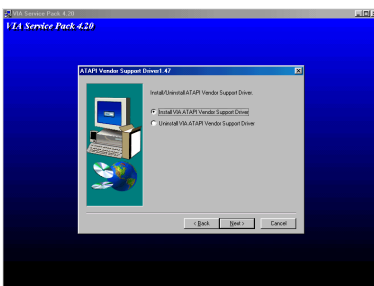 VIA Service Pack 4.20
VIA Service Pack 4.20
ATAPI Vendor Support Driver1.47
Install/Uninstall ATAPI Vendor Support Driver.
Install VIA ATAPI Vendor Support Driver
Uninstall VIA ATAPI Vendor Support Driver
< Back Next > Cancel